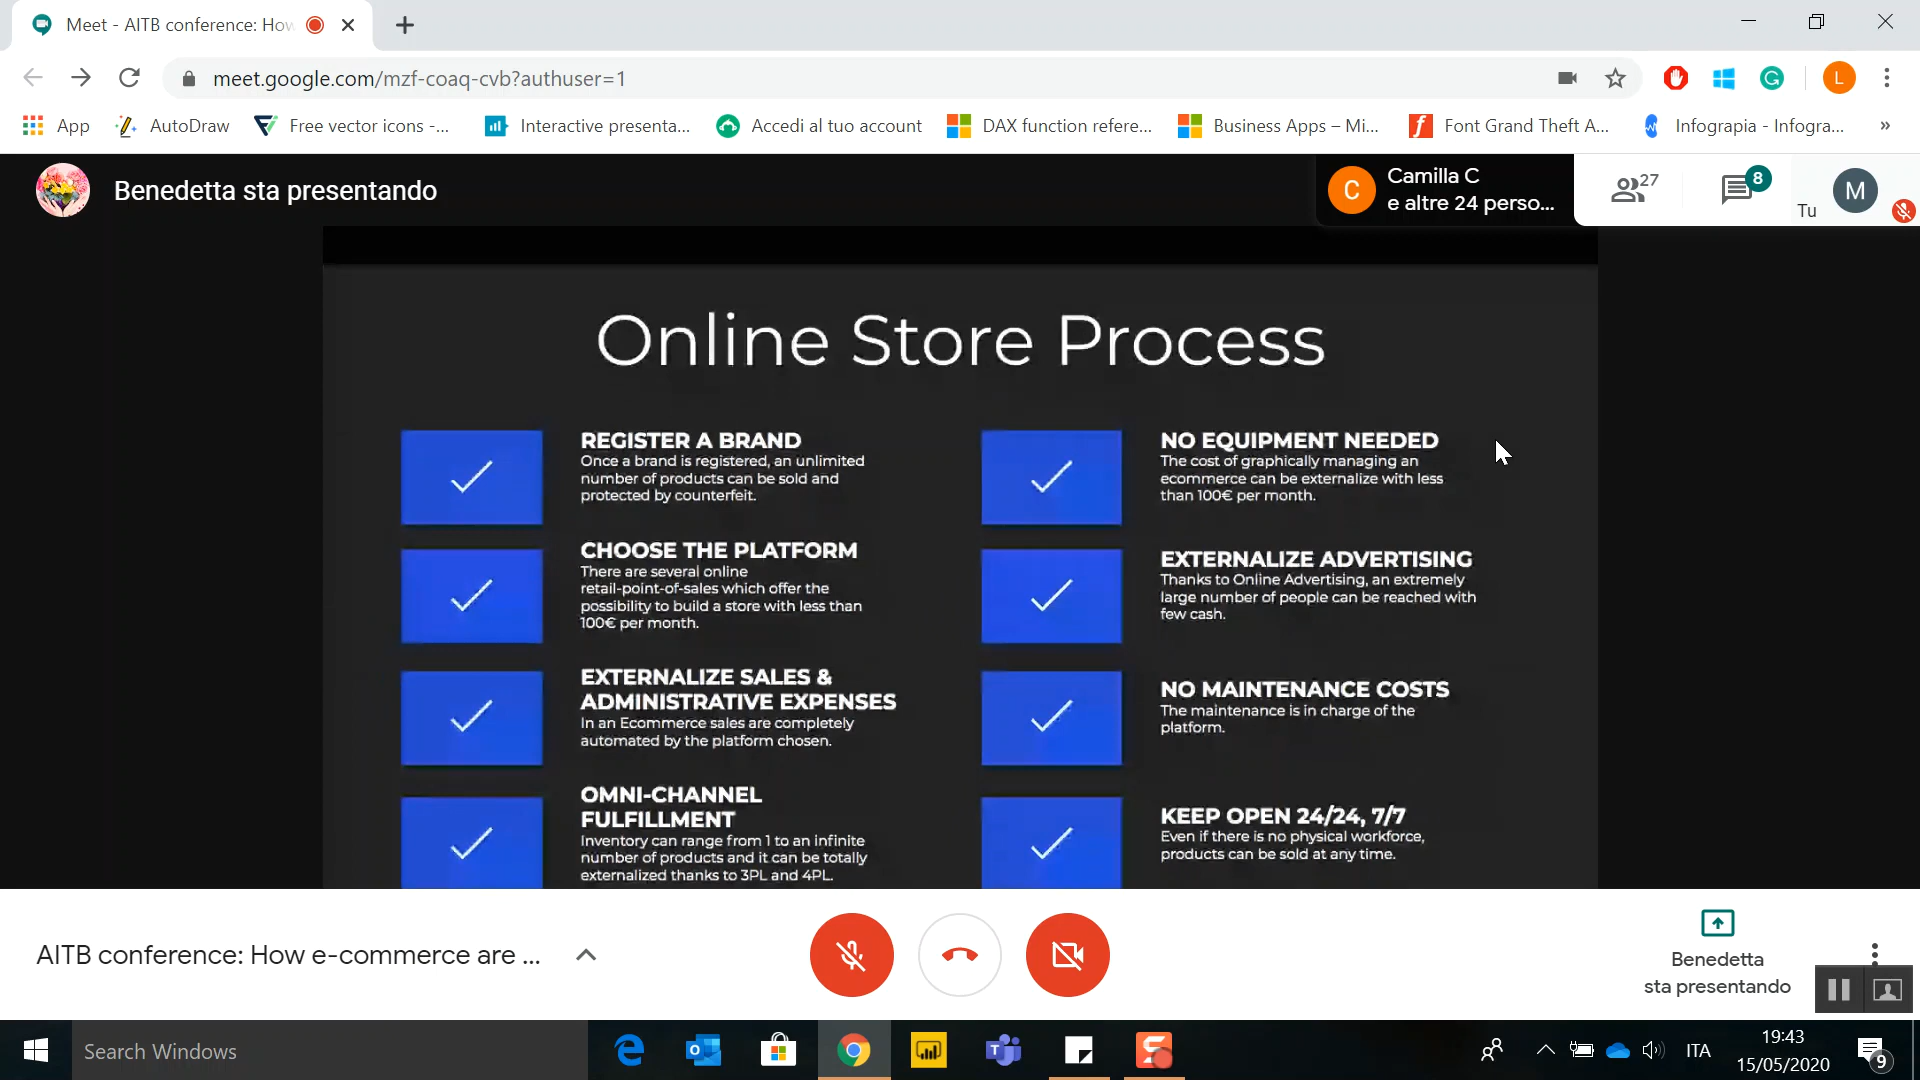 Meet - AITB conference: How
meet.google.com/mzf-coaq-cvb?authuser=1
L
App
AutoDraw
Free vector icons -...
Interactive presenta...
Accedi al tuo account
DAX function refere...
Business Apps – Mi...
Font Grand Theft A...
Infograpia - Infogra...
»
Benedetta sta presentando
C
Camilla C
e altre 24 perso...
27
8
Tu
M
Online Store Process
REGISTER A BRAND
Once a brand is registered, an unlimited
number of products can be sold and
protected by counterfeit.
CHOOSE THE PLATFORM
There are several online
retail-point-of-sales which offer the
possibility to build a store with less than
100€ per month.
EXTERNALIZE SALES &
ADMINISTRATIVE EXPENSES
In an Ecommerce sales are completely
automated by the platform chosen.
OMNI-CHANNEL
FULFILLMENT
Inventory can range from 1 to an infinite
number of products and it can be totally
externalized thanks to 3PL and 4PL.
NO EQUIPMENT NEEDED
The cost of graphically managing an
ecommerce can be externalize with less
than 100€ per month.
EXTERNALIZE ADVERTISING
Thanks to Online Advertising, an extremely
large number of people can be reached with
few cash.
NO MAINTENANCE COSTS
The maintenance is in charge of the
platform.
KEEP OPEN 24/24, 7/7
Even if there is no physical workforce,
products can be sold at any time.
AITB conference: How e-commerce are ...
Benedetta
sta presentando
Search Windows
ITA
19:43
15/05/2020
9